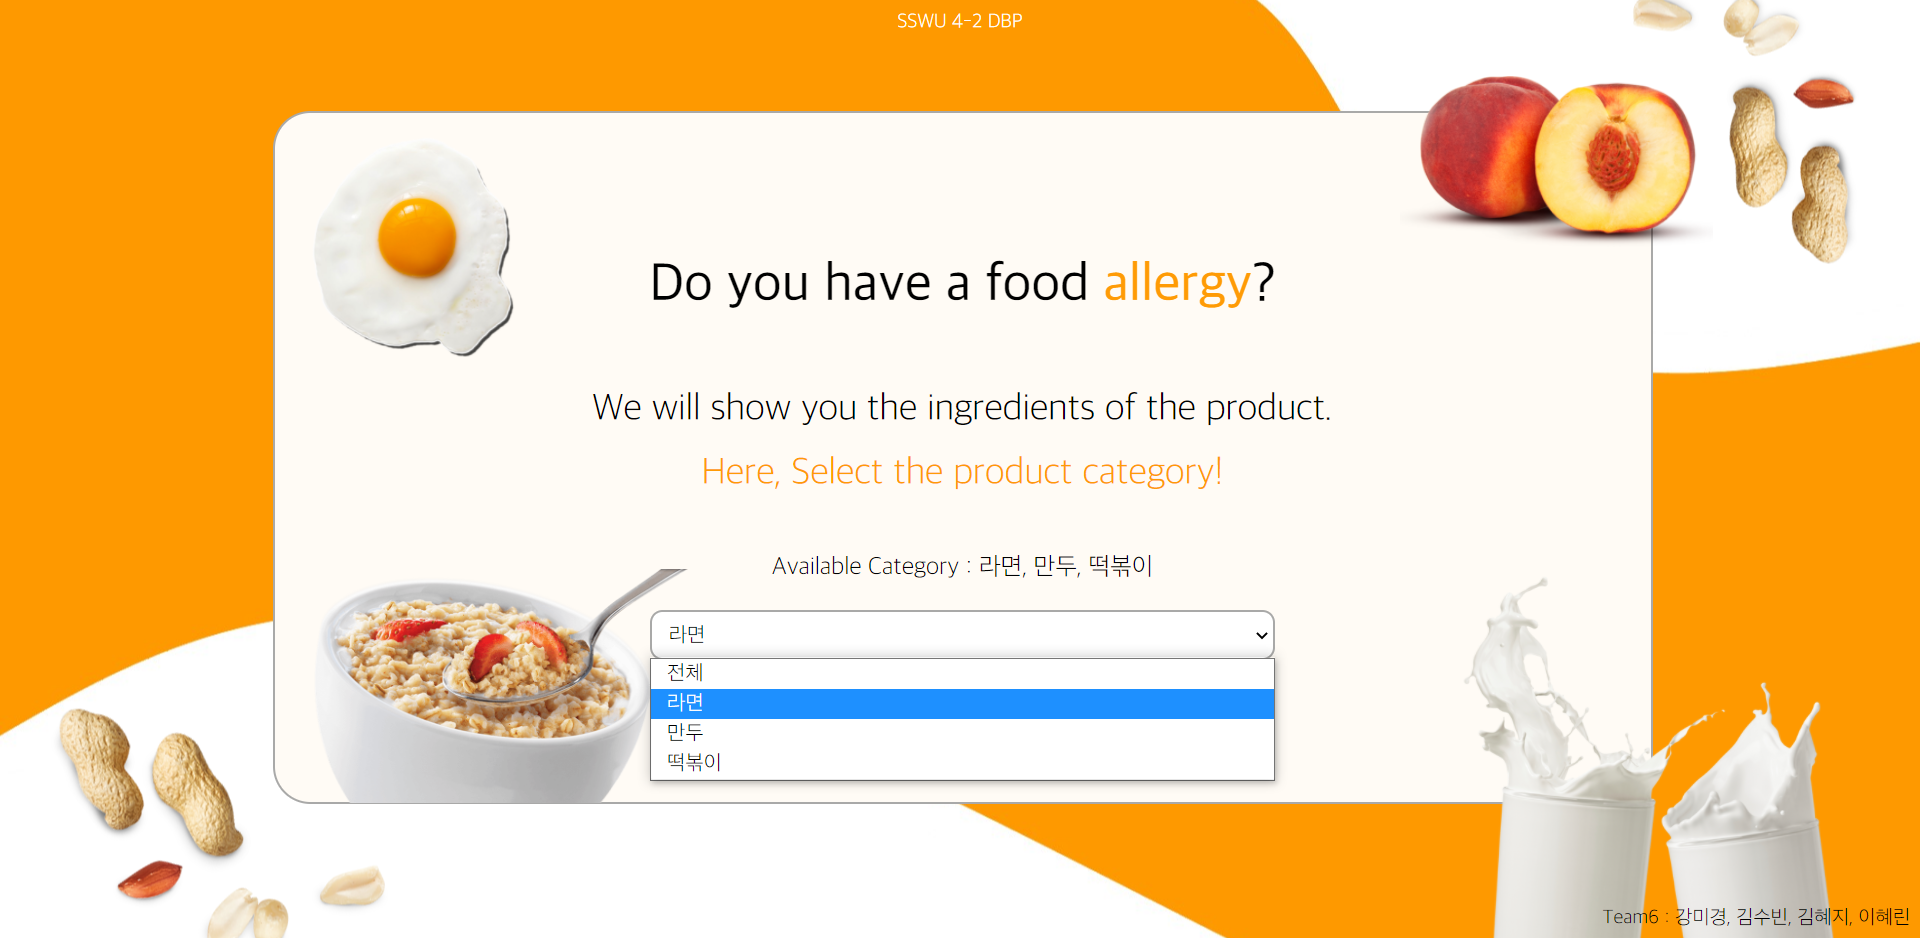 SSWU 4-2 DBP
Do you have a food allergy?
We will show you the ingredients of the product.
Here, Select the product category!
Available Category : 라면, 만두, 떡볶이
라면
전체
라면
만두
떡볶이
Team6 : 강미경, 김수빈, 김혜지, 이혜린